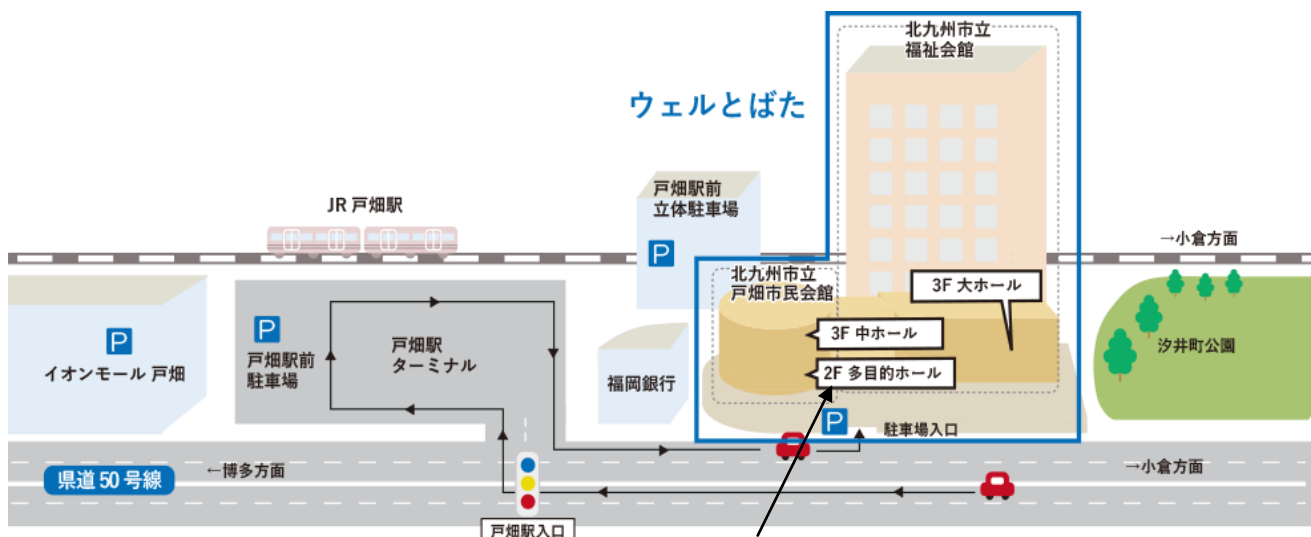 北九州市立
福祉会館
ウェルとばた
戸畑駅前
立体駐車場
P
JR 戸畑駅
→小倉方面
北九州市立
戸畑市民会館
3F 大ホール
3F 中ホール
2F 多目的ホール
P
イオンモール 戸畑
P
戸畑駅前
駐車場
戸畑駅
ターミナル
福岡銀行
汐井町公園
P
駐車場入口
県道 50 号線
←博多方面
→小倉方面
戸畑駅入口